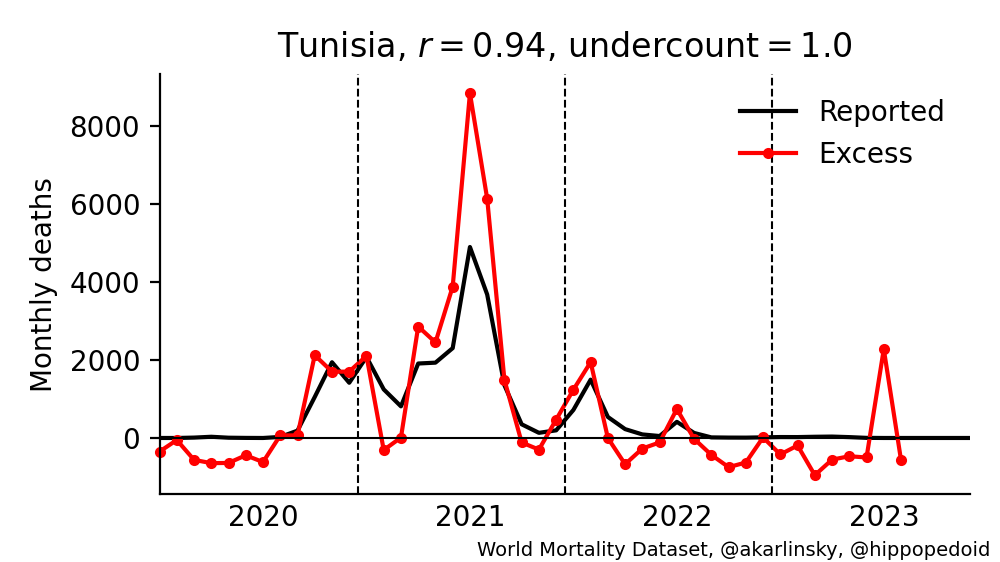 Tunisia, r = 0.94, undercount = 1.0
Reported
Excess
Monthly deaths
8000
6000
4000
2000
0
2020 2021 2022 2023
World Mortality Dataset, @akarlinsky, @hippopedoid